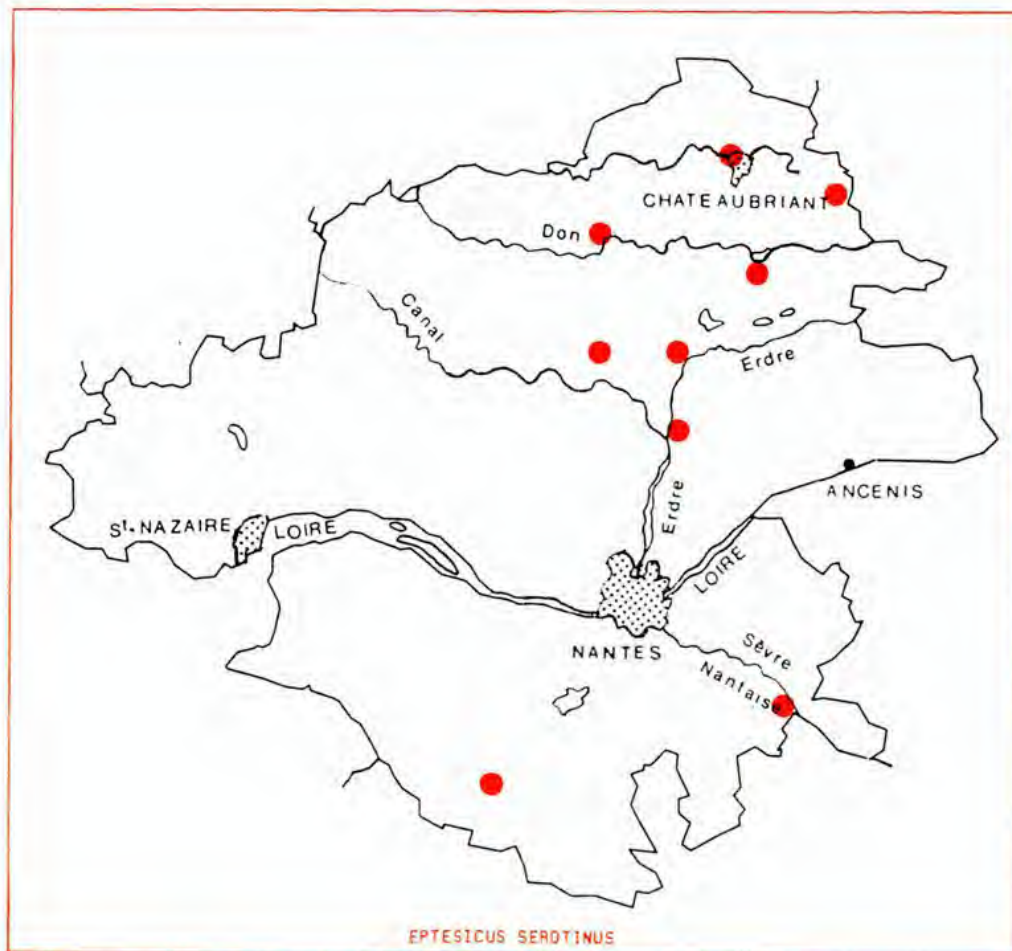 CHATEAUBRIANT
Don
Canal
Erdre
ANCENIS
St. NAZAIRE
LOIRE
Erdre
LOIRE
NANTES
Sèvre
Nantaise
EPTESICUS SEROTINUS